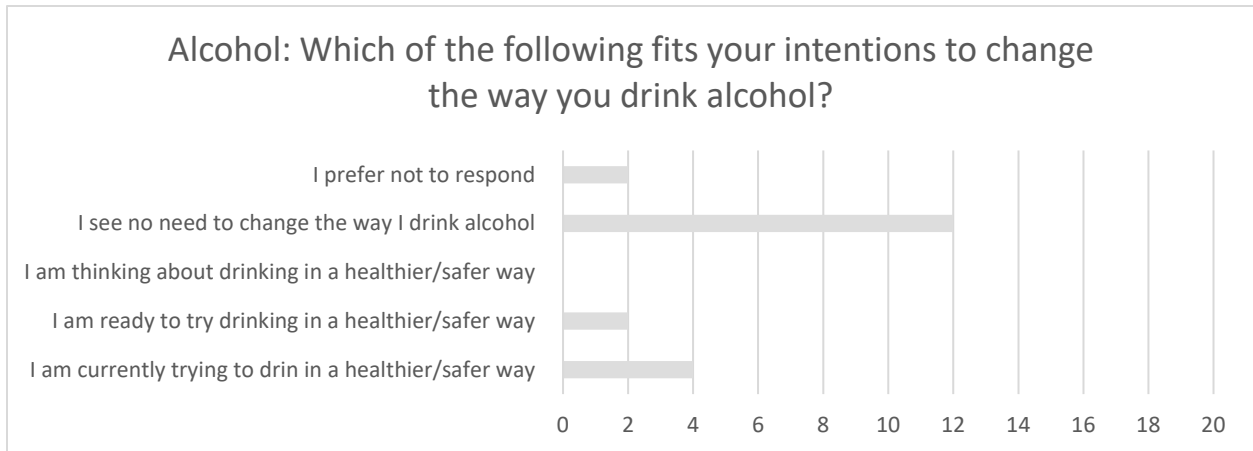 Alcohol: Which of the following fits your intentions to change
the way you drink alcohol?
I prefer not to respond
I see no need to change the way I drink alcohol
I am thinking about drinking in a healthier/safer way
I am ready to try drinking in a healthier/safer way
I am currently trying to drin in a healthier/safer way
0 2 4 6 8 10 12 14 16 18 20